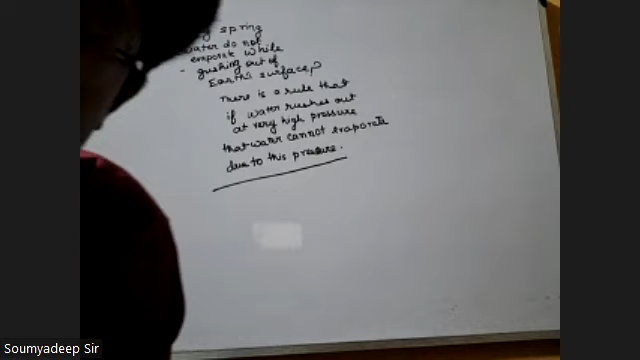 spring
water do not
evaporate while
- gushing out of
Earth's surface?
There is a rule that
if water rushes out
at very high pressure
that water cannot evaporate
due to this pressure.
Soumyadeep Sir